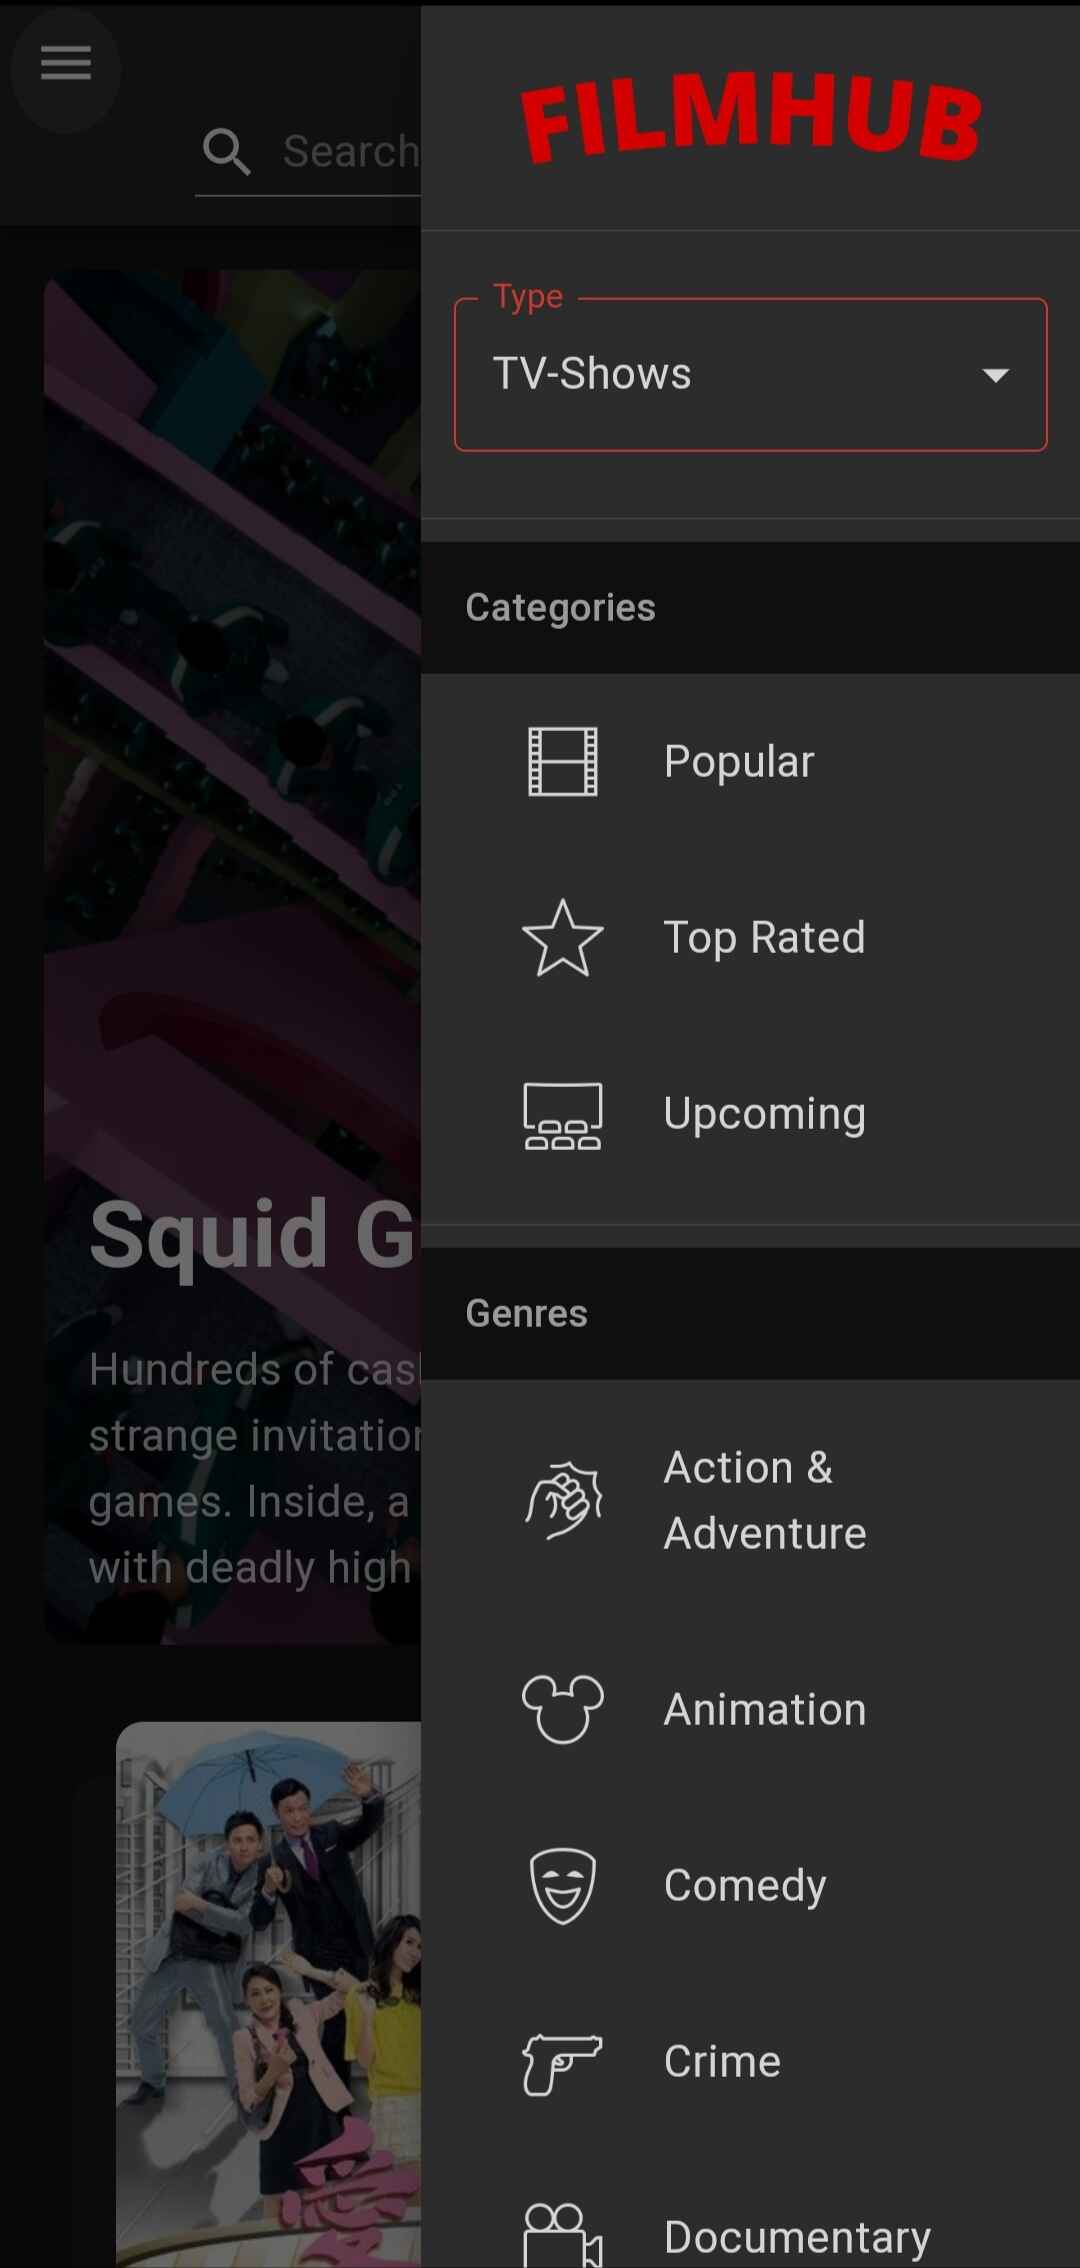 FILMHUB
Search
Type
TV-Shows
Categories
Popular
Top Rated
Upcoming
Genres
Action &
Adventure
Animation
Comedy
Crime
Documentary
Squid G
Hundreds of cas
strange invitation
games. Inside, a
with deadly high